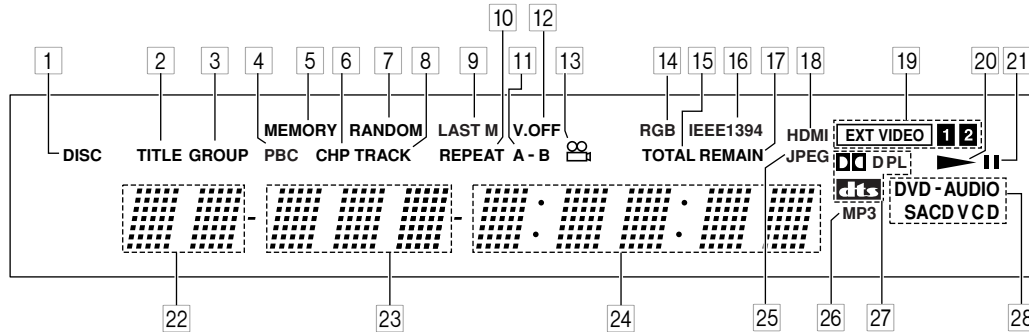 10 12
1 2 3 4 5 6 7 8 9 11 13 14 15 16 17 18 19 20 21
MEMORY RANDOM LAST M V.OFF RGB IEEE1394 HDMI EXT VIDEO 1 2
DISC TITLE GROUP PBC CHP TRACK REPEAT A - B TOTAL REMAIN JPEG D PL
dts DVD - AUDIO
MP3 SACD V C D
22 23 24 25 26 27 28